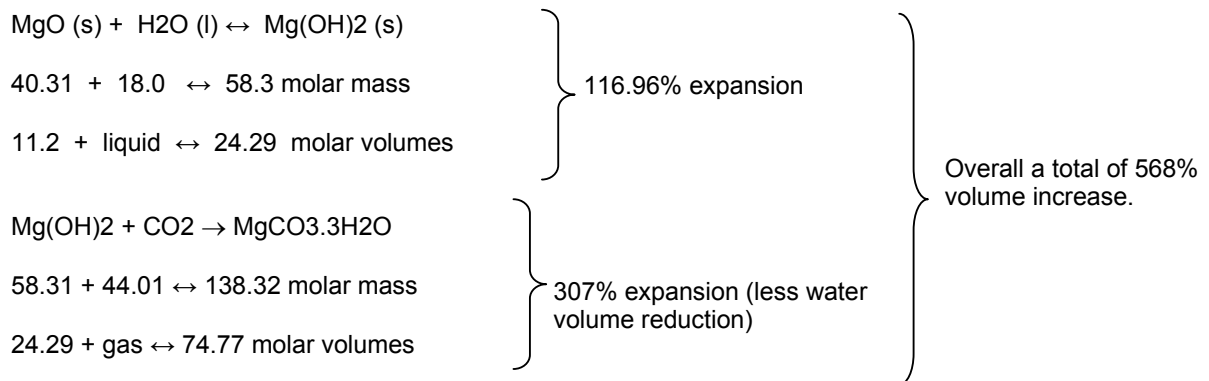 MgO (s) + H2O (l) ↔ Mg(OH)2 (s)
40.31 + 18.0 ↔ 58.3 molar mass
11.2 + liquid ↔ 24.29 molar volumes
116.96% expansion
Mg(OH)2 + CO2 → MgCO3.3H2O
58.31 + 44.01 ↔ 138.32 molar mass
24.29 + gas ↔ 74.77 molar volumes
307% expansion (less water
volume reduction)
Overall a total of 568%
volume increase.